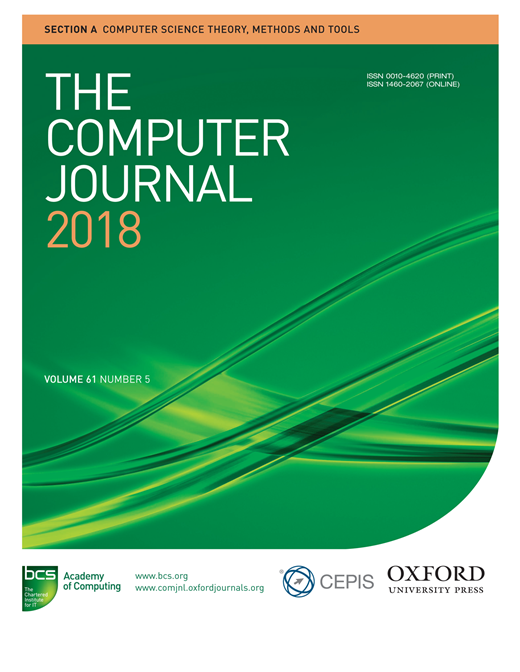 SECTION A COMPUTER SCIENCE THEORY, METHODS AND TOOLS
ISSN 0010-4620 (PRINT)
ISSN 1460-2067 (ONLINE)
THE
COMPUTER
JOURNAL
2018
VOLUME 61 NUMBER 5
bcs
The
Chartered
Institute
for IT
Academy
of Computing
www.bcs.org
www.comjnl.oxfordjournals.org
® CEPIS
OXFORD
UNIVERSITY PRESS